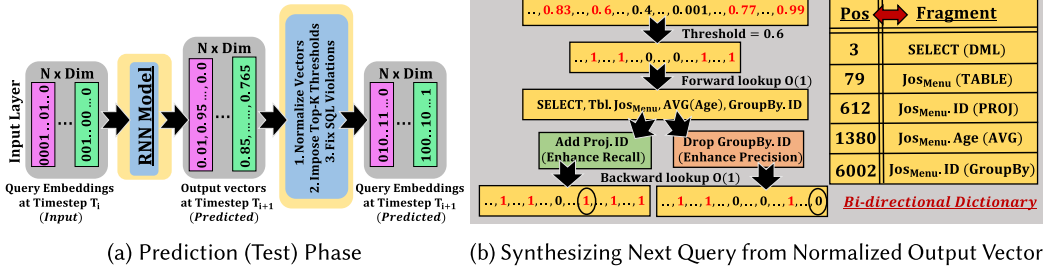 Input Layer
N x Dim
0001..01..0
...
001..00...0
Query Embeddings
at Timestep Ti
(Input)
RNN Model
N x Dim
0.01,0.95 ...,0.0
...
0.85,......,0.765
Output vectors
at Timestep Ti+1
(Predicted)
1. Normalize Vectors
2. Impose Top-K Thresholds
3. Fix SQL Violations
N x Dim
010..11...0
...
100..10...1
Query Embeddings
at Timestep Ti+1
(Predicted)
(a) Prediction (Test) Phase
..,0.83,..0.6,..,0.4,..0.001,..,0.77,..,0.99
Threshold = 0.6
..,1,..,1,..,0,..0,..,1,..,1
Forward lookup O(1)
SELECT, Tbl. JosMenu, AVG(Age), GroupBy. ID
Add Proj. ID
(Enhance Recall)
Drop GroupBy. ID
(Enhance Precision)
Backward lookup O(1)
..,1,..,1,..,0,..,1,..,1,..,1
..,1,..,1,..,0,..,0,..,1,...,0
Pos Fragment
3 SELECT (DML)
79 JosMenu (TABLE)
612 JosMenu. ID (PROJ)
1380 JosMenu. Age (AVG)
6002 JosMenu. ID (GroupBy)
Bi-directional Dictionary
(b) Synthesizing Next Query from Normalized Output Vector